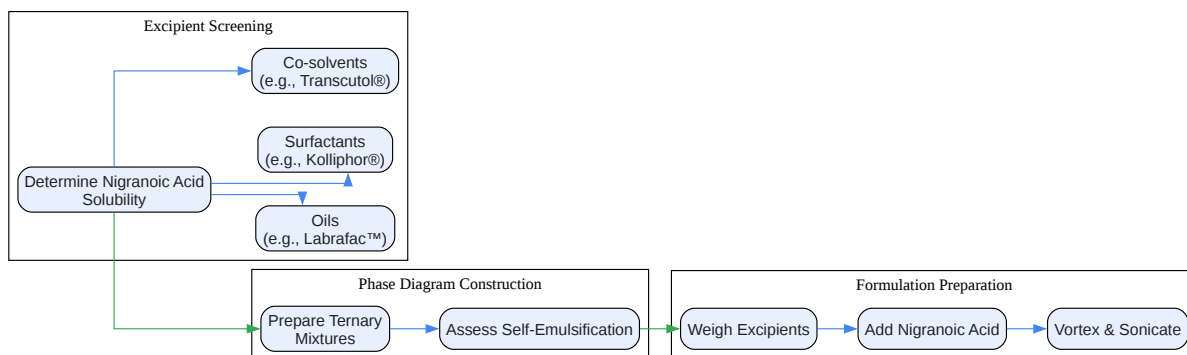 Excipient Screening
Co-solvents
(e.g., Transcutol®)
Surfactants
(e.g., Kolliphor®)
Determine Nigranoic Acid
Solubility
Oils
(e.g., Labrafac™)
Phase Diagram Construction
Prepare Ternary
Mixtures
Assess Self-Emulsification
Formulation Preparation
Weigh Excipients
Add Nigranoic Acid
Vortex & Sonicate